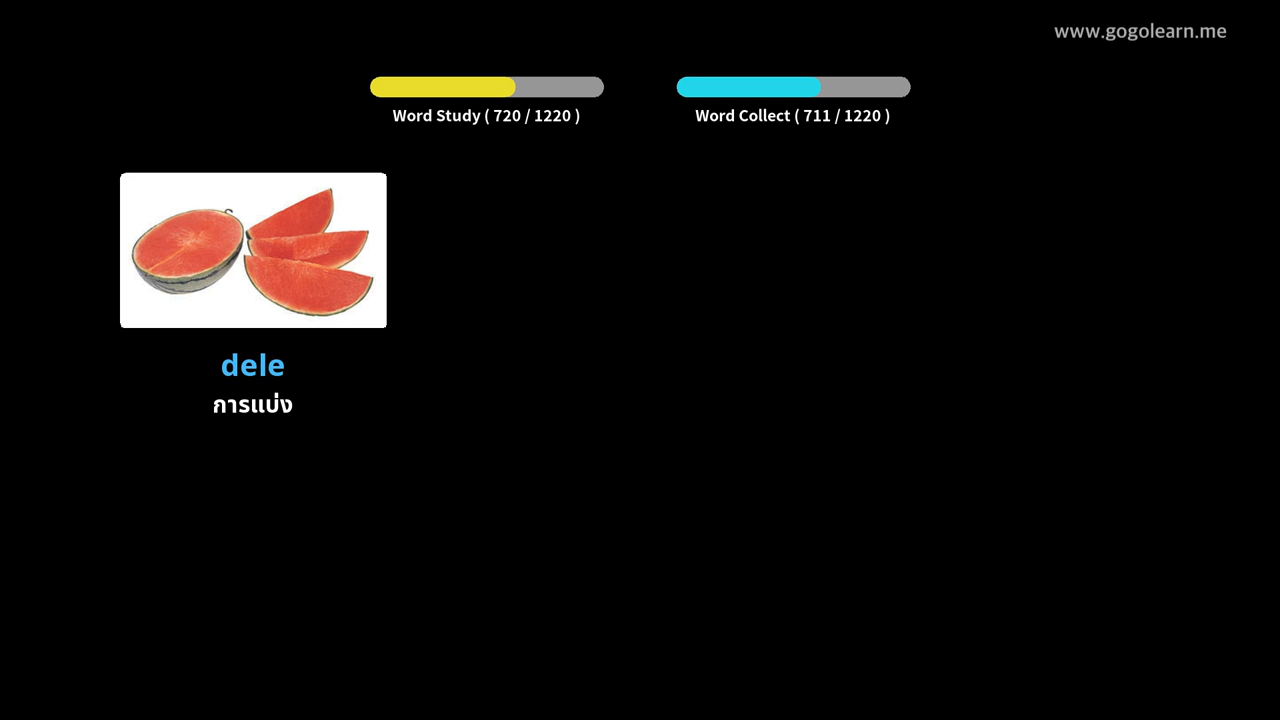 www.gogolearn.me
Word Study ( 720 / 1220 )
Word Collect ( 711 / 1220 )
dele
การแบ่ง